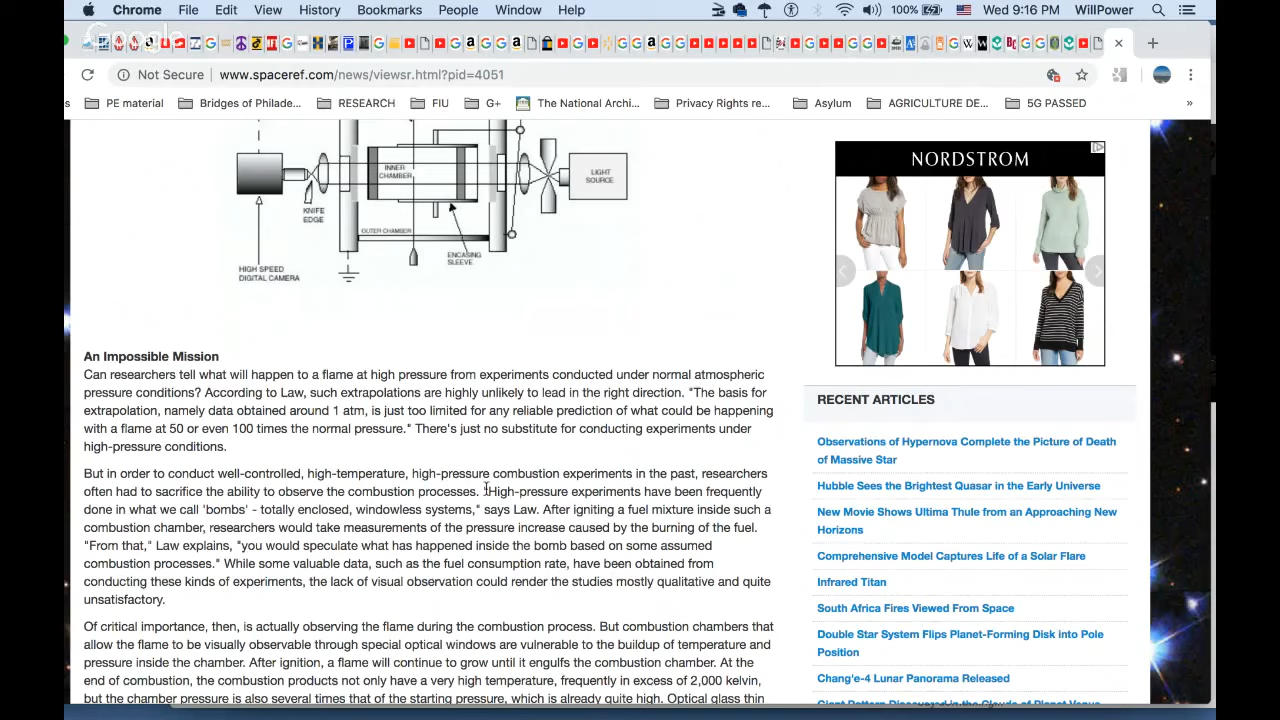 Chrome File Edit View History Bookmarks People Window Help 100% Wed 9:16 PM WillPower
Google
Not Secure www.spaceref.com/news/viewsr.html?pid=4051
s PE material Bridges of Philade... RESEARCH FIU G+ The National Archi... Privacy Rights re... Asylum AGRICULTURE DE... 5G PASSED »
INNER
CHAMBER
LIGHT
SOURCE
KNIFE
EDGE
OUTER CHAMBER
ENCASING
SLEEVE
HIGH SPEED
DIGITAL CAMERA
An Impossible Mission
Can researchers tell what will happen to a flame at high pressure from experiments conducted under normal atmospheric
pressure conditions? According to Law, such extrapolations are highly unlikely to lead in the right direction. "The basis for
extrapolation, namely data obtained around 1 atm, is just too limited for any reliable prediction of what could be happening
with a flame at 50 or even 100 times the normal pressure." There's just no substitute for conducting experiments under
high-pressure conditions.
But in order to conduct well-controlled, high-temperature, high-pressure combustion experiments in the past, researchers
often had to sacrifice the ability to observe the combustion processes. "High-pressure experiments have been frequently
done in what we call 'bombs' - totally enclosed, windowless systems," says Law. After igniting a fuel mixture inside such a
combustion chamber, researchers would take measurements of the pressure increase caused by the burning of the fuel.
"From that," Law explains, "you would speculate what has happened inside the bomb based on some assumed
combustion processes." While some valuable data, such as the fuel consumption rate, have been obtained from
conducting these kinds of experiments, the lack of visual observation could render the studies mostly qualitative and quite
unsatisfactory.
Of critical importance, then, is actually observing the flame during the combustion process. But combustion chambers that
allow the flame to be visually observable through special optical windows are vulnerable to the buildup of temperature and
pressure inside the chamber. After ignition, a flame will continue to grow until it engulfs the combustion chamber. At the
end of combustion, the combustion products not only have a very high temperature, frequently in excess of 2,000 kelvin,
but the chamber pressure is also several times that of the starting pressure, which is already quite high. Optical glass thin
NORDSTROM
RECENT ARTICLES
Observations of Hypernova Complete the Picture of Death
of Massive Star
Hubble Sees the Brightest Quasar in the Early Universe
New Movie Shows Ultima Thule from an Approaching New
Horizons
Comprehensive Model Captures Life of a Solar Flare
Infrared Titan
South Africa Fires Viewed From Space
Double Star System Flips Planet-Forming Disk into Pole
Position
Chang'e-4 Lunar Panorama Released
Giant Pattern Discovered in the Clouds of Planet Venus